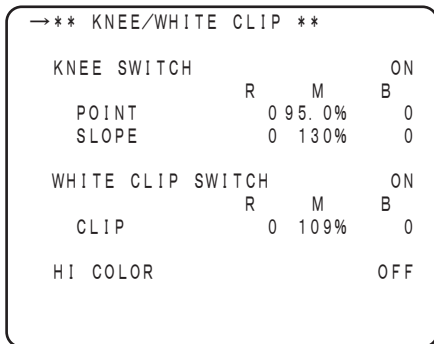 →** KNEE/WHITE CLIP **
KNEE SWITCH ON
R M B
POINT 0 95.0% 0
SLOPE 0 130% 0
WHITE CLIP SWITCH ON
R M B
CLIP 0 109% 0
HI COLOR OFF